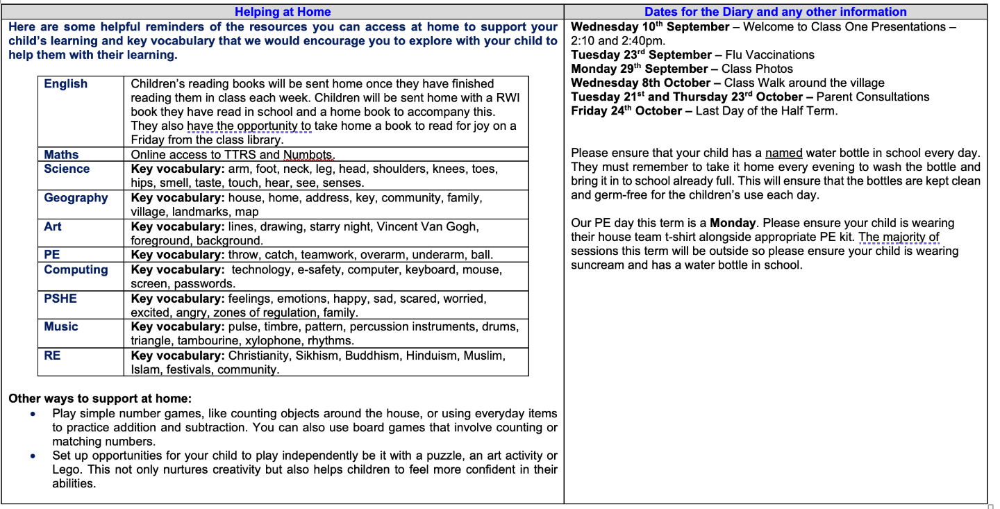 Helping at Home
Here are some helpful reminders of the resources you can access at home to support your
child's learning and key vocabulary that we would encourage you to explore with your child to
help them with their learning.
English
Children's reading books will be sent home once they have finished
reading them in class each week. Children will be sent home with a RWI
book they have read in school and a home book to accompany this.
They also have the opportunity to take home a book to read for joy on a
Friday from the class library.
Maths
Online access to TTRS and Numbots.
Science
Key vocabulary: arm, foot, neck, leg, head, shoulders, knees, toes,
hips, smell, taste, touch, hear, see, senses.
Geography
Key vocabulary: house, home, address, key, community, family,
village, landmarks, map
Art
Key vocabulary: lines, drawing, starry night, Vincent Van Gogh,
foreground, background.
PE
Key vocabulary: throw, catch, teamwork, overarm, underarm, ball.
Computing
Key vocabulary:  technology, e-safety, computer, keyboard, mouse,
screen, passwords.
PSHE
Key vocabulary: feelings, emotions, happy, sad, scared, worried,
excited, angry, zones of regulation, family.
Music
Key vocabulary: pulse, timbre, pattern, percussion instruments, drums,
triangle, tambourine, xylophone, rhythms.
RE
Key vocabulary: Christianity, Sikhism, Buddhism, Hinduism, Muslim,
Islam, festivals, community.
Other ways to support at home:
• Play simple number games, like counting objects around the house, or using everyday items
to practice addition and subtraction. You can also use board games that involve counting or
matching numbers.
• Set up opportunities for your child to play independently be it with a puzzle, an art activity or
Lego. This not only nurtures creativity but also helps children to feel more confident in their
abilities.
Dates for the Diary and any other information
Wednesday 10th September – Welcome to Class One Presentations –
2:10 and 2:40pm.
Tuesday 23rd September – Flu Vaccinations
Monday 29th September – Class Photos
Wednesday 8th October – Class Walk around the village
Tuesday 21st and Thursday 23rd October – Parent Consultations
Friday 24th October – Last Day of the Half Term.
Please ensure that your child has a named water bottle in school every day.
They must remember to take it home every evening to wash the bottle and
bring it in to school already full. This will ensure that the bottles are kept clean
and germ-free for the children's use each day.
Our PE day this term is a Monday. Please ensure your child is wearing
their house team t-shirt alongside appropriate PE kit. The majority of
sessions this term will be outside so please ensure your child is wearing
suncream and has a water bottle in school.